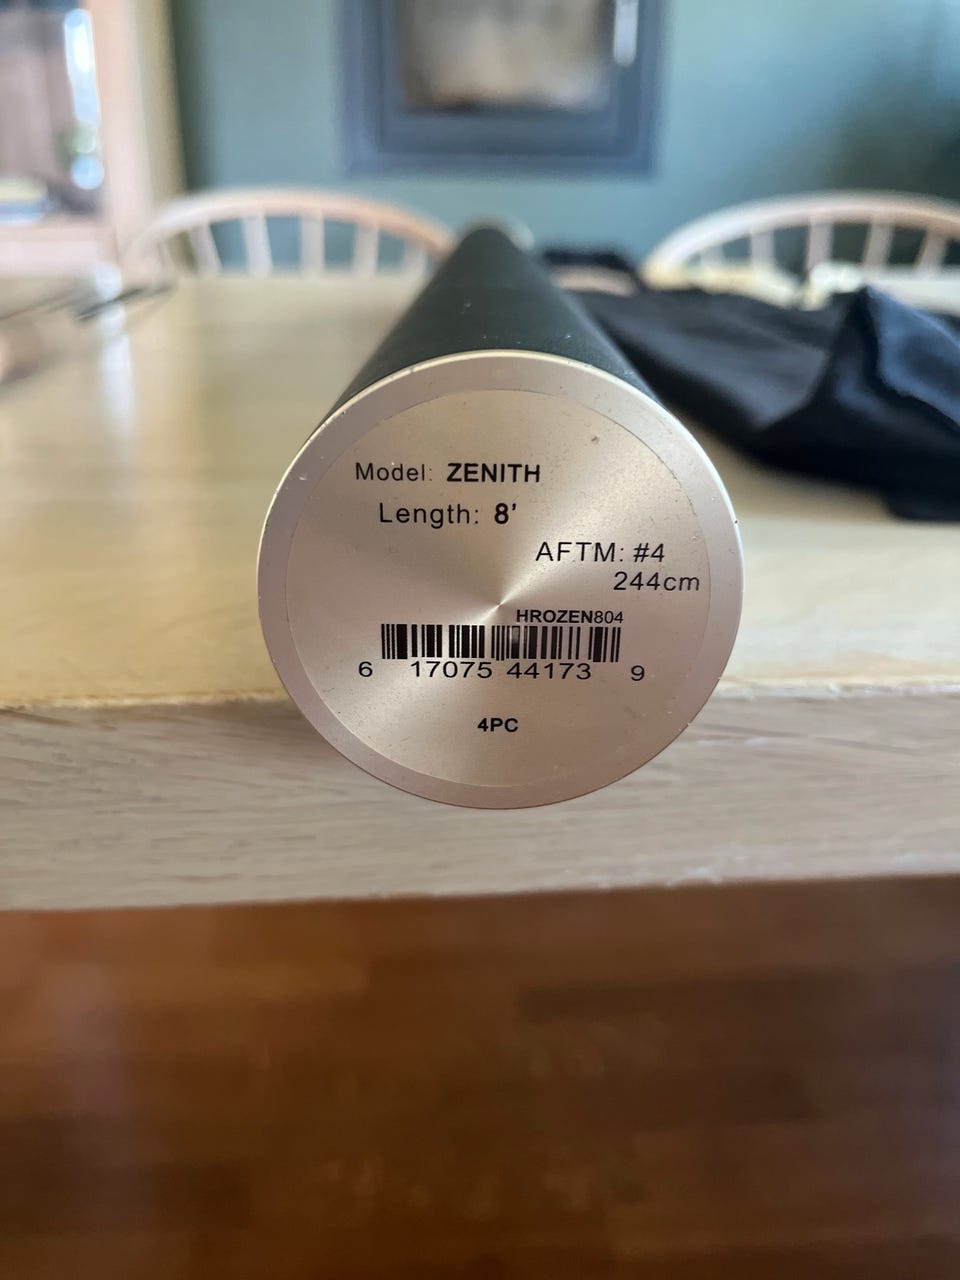 Model: ZENITH
Length: 8'
AFTM: #4
244cm
HROZEN804
6 17075 44173 9
4PC